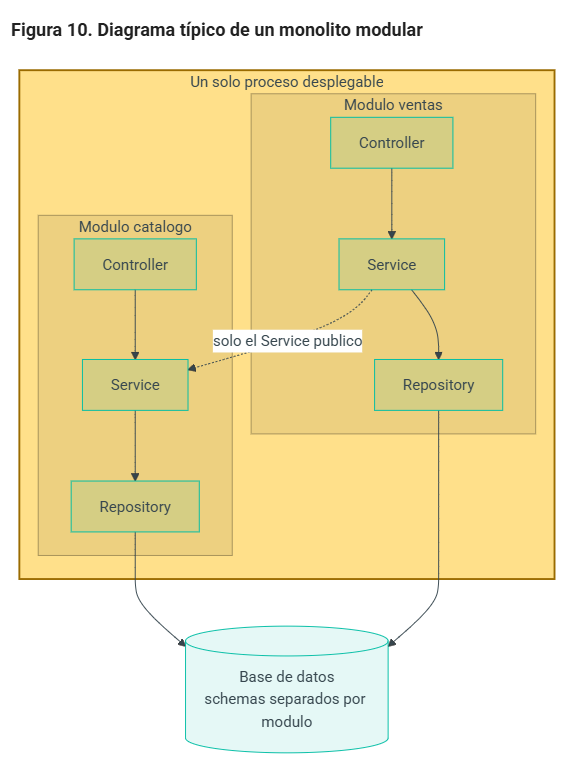 Figura 10. Diagrama típico de un monolito modular
Un solo proceso desplegable
Modulo ventas
Controller
Service
Repository
Modulo catalogo
Controller
Service
Repository
solo el Service publico
Base de datos
schemas separados por
modulo